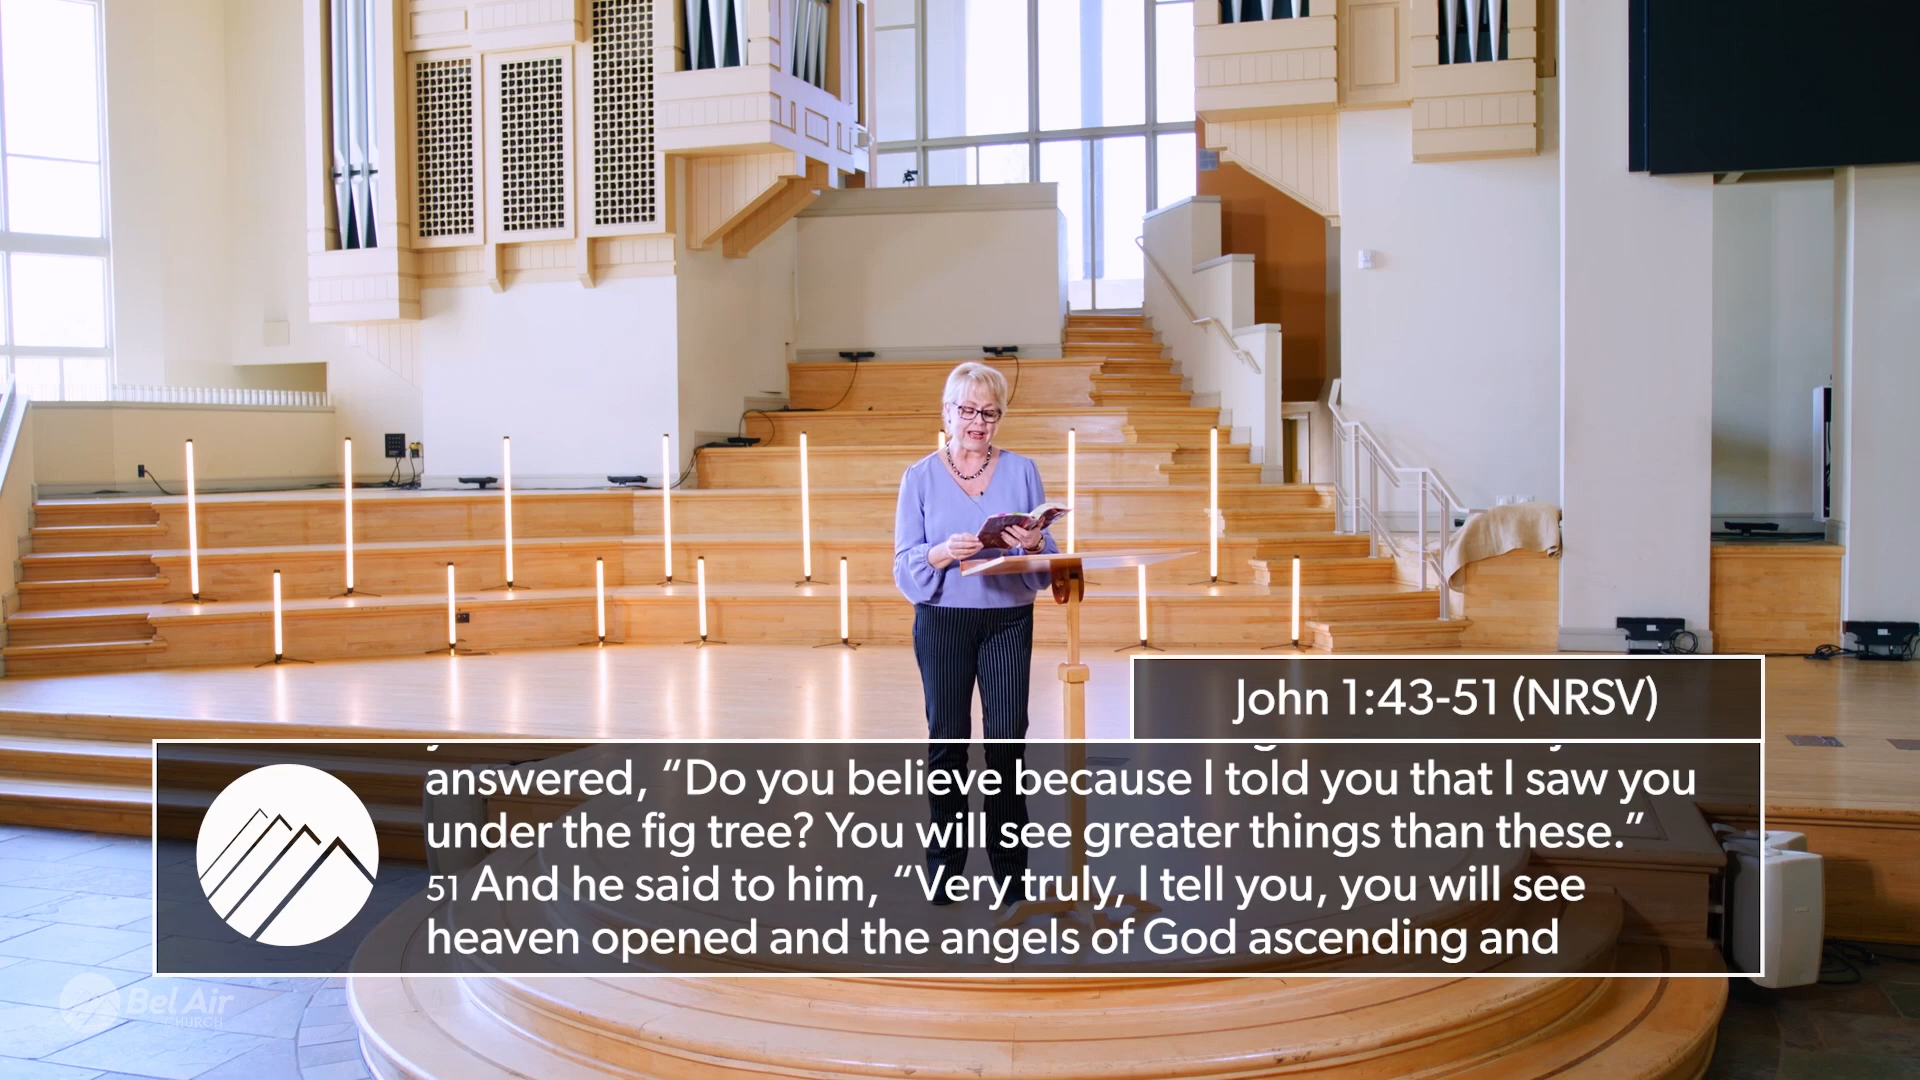 John 1:43-51 (NRSV)
answered, “Do you believe because I told you that I saw you
under the fig tree? You will see greater things than these.”
51 And he said to him, “Very truly, I tell you, you will see
heaven opened and the angels of God ascending and
Bel Air
CHURCH